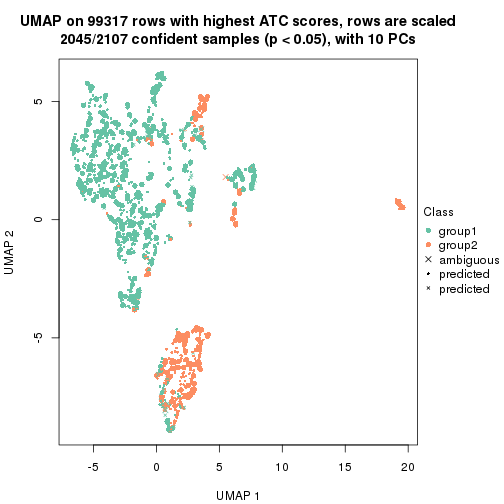 UMAP on 99317 rows with highest ATC scores, rows are scaled
2045/2107 confident samples (p < 0.05), with 10 PCs
UMAP 2
5
0
-5
-5
0
5
10
15
20
UMAP 1
Class
group1
group2
ambiguous
predicted
predicted